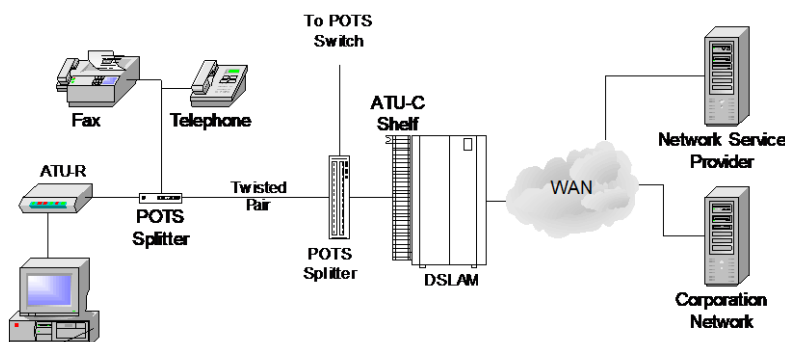 To POTS
Switch
ATU-C
Shelf
Fax
Telephone
Network Service
Provider
ATU-R
Twisted
Pair
WAN
POTS
Splitter
POTS
Splitter
DSLAM
Corporation
Network